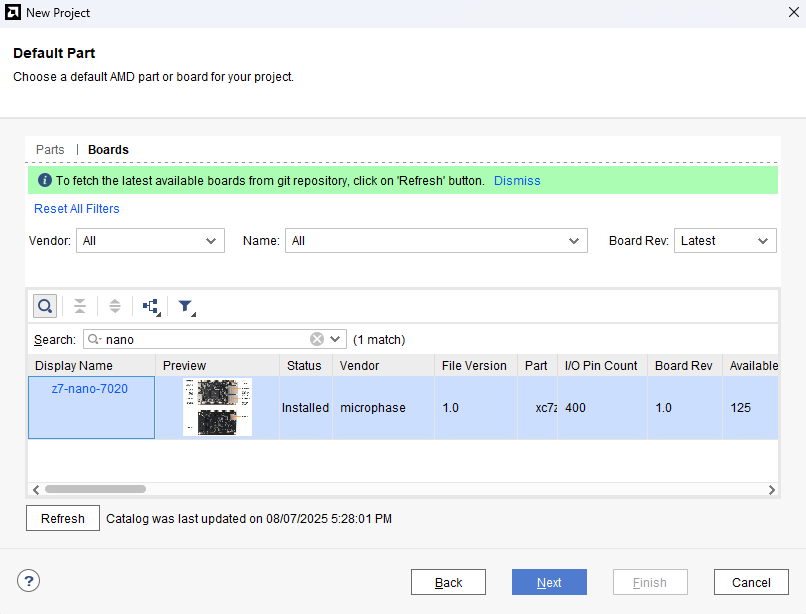 New Project
Default Part
Choose a default AMD part or board for your project.
Parts | Boards
To fetch the latest available boards from git repository, click on 'Refresh' button. Dismiss
Reset All Filters
Vendor: All Name: All Board Rev: Latest
Search: nano (1 match)
Display Name Preview Status Vendor File Version Part I/O Pin Count Board Rev Available
z7-nano-7020 Installed microphase 1.0 xc7z 400 1.0 125
Refresh Catalog was last updated on 08/07/2025 5:28:01 PM
? Back Next Finish Cancel